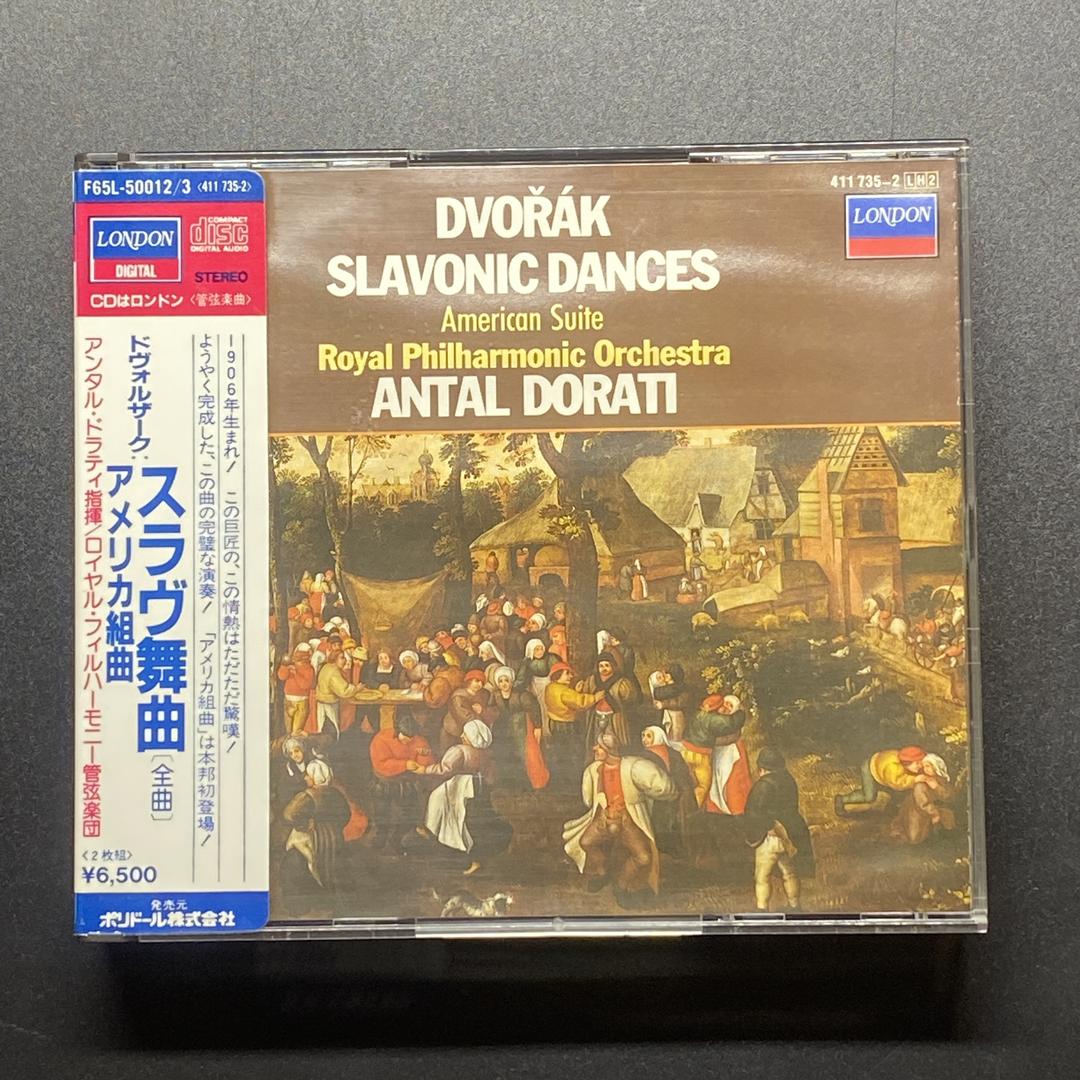 F65L-50012/3〈411 735-2〉
LONDON
DIGITAL
COMPACT
disc
DIGITAL AUDIO
STEREO
CDはロンドン〈管弦楽曲〉
1906年生まれ! この巨匠の、この情熱はただただ驚嘆!
ようやく完成した、この曲の完璧な演奏! 「アメリカ組曲」は本邦初登場!
ドヴォルザーク:
スラヴ舞曲〔全曲〕
アメリカ組曲
アンタル・ドラティ指揮/ロイヤル・フィルハーモニー管弦楽団
〈2枚組〉
¥6,500
発売元
ポリドール株式会社
411 735-2 LH2
LONDON
DVOŘÁK
SLAVONIC DANCES
American Suite
Royal Philharmonic Orchestra
ANTAL DORATI